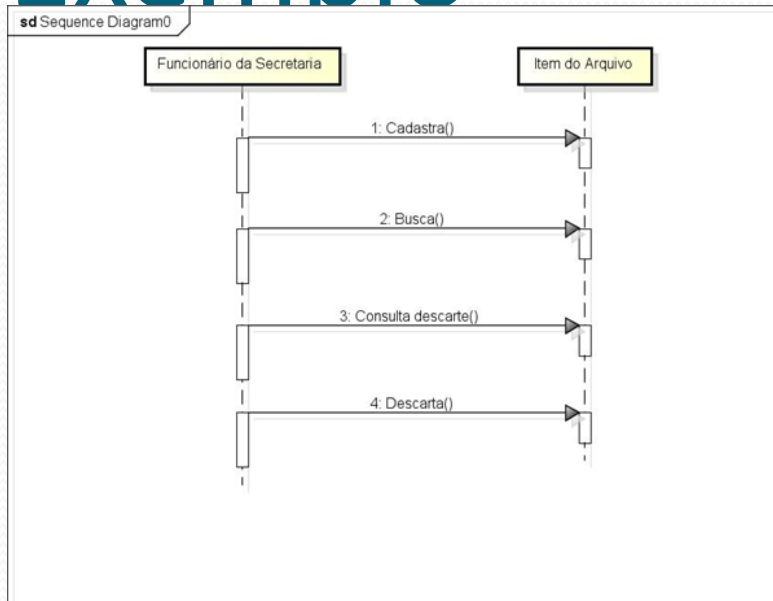 sd Sequence Diagram0
Funcionário da Secretaria
Item do Arquivo
1: Cadastra()
2: Busca()
3: Consulta descarte()
4: Descarta()